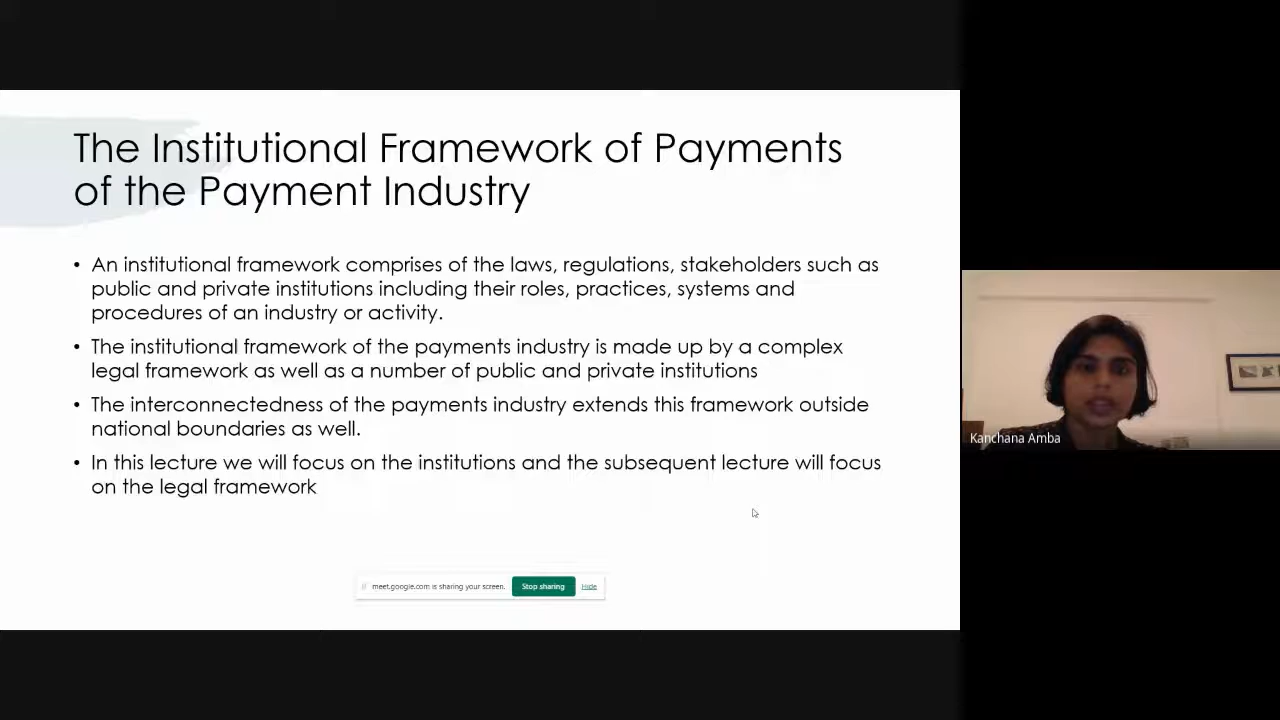 The Institutional Framework of Payments
of the Payment Industry
• An institutional framework comprises of the laws, regulations, stakeholders such as
public and private institutions including their roles, practices, systems and
procedures of an industry or activity.
• The institutional framework of the payments industry is made up by a complex
legal framework as well as a number of public and private institutions
• The interconnectedness of the payments industry extends this framework outside
national boundaries as well.
• In this lecture we will focus on the institutions and the subsequent lecture will focus
on the legal framework
meet.google.com is sharing your screen. Stop sharing Hide
Kanchana Amba